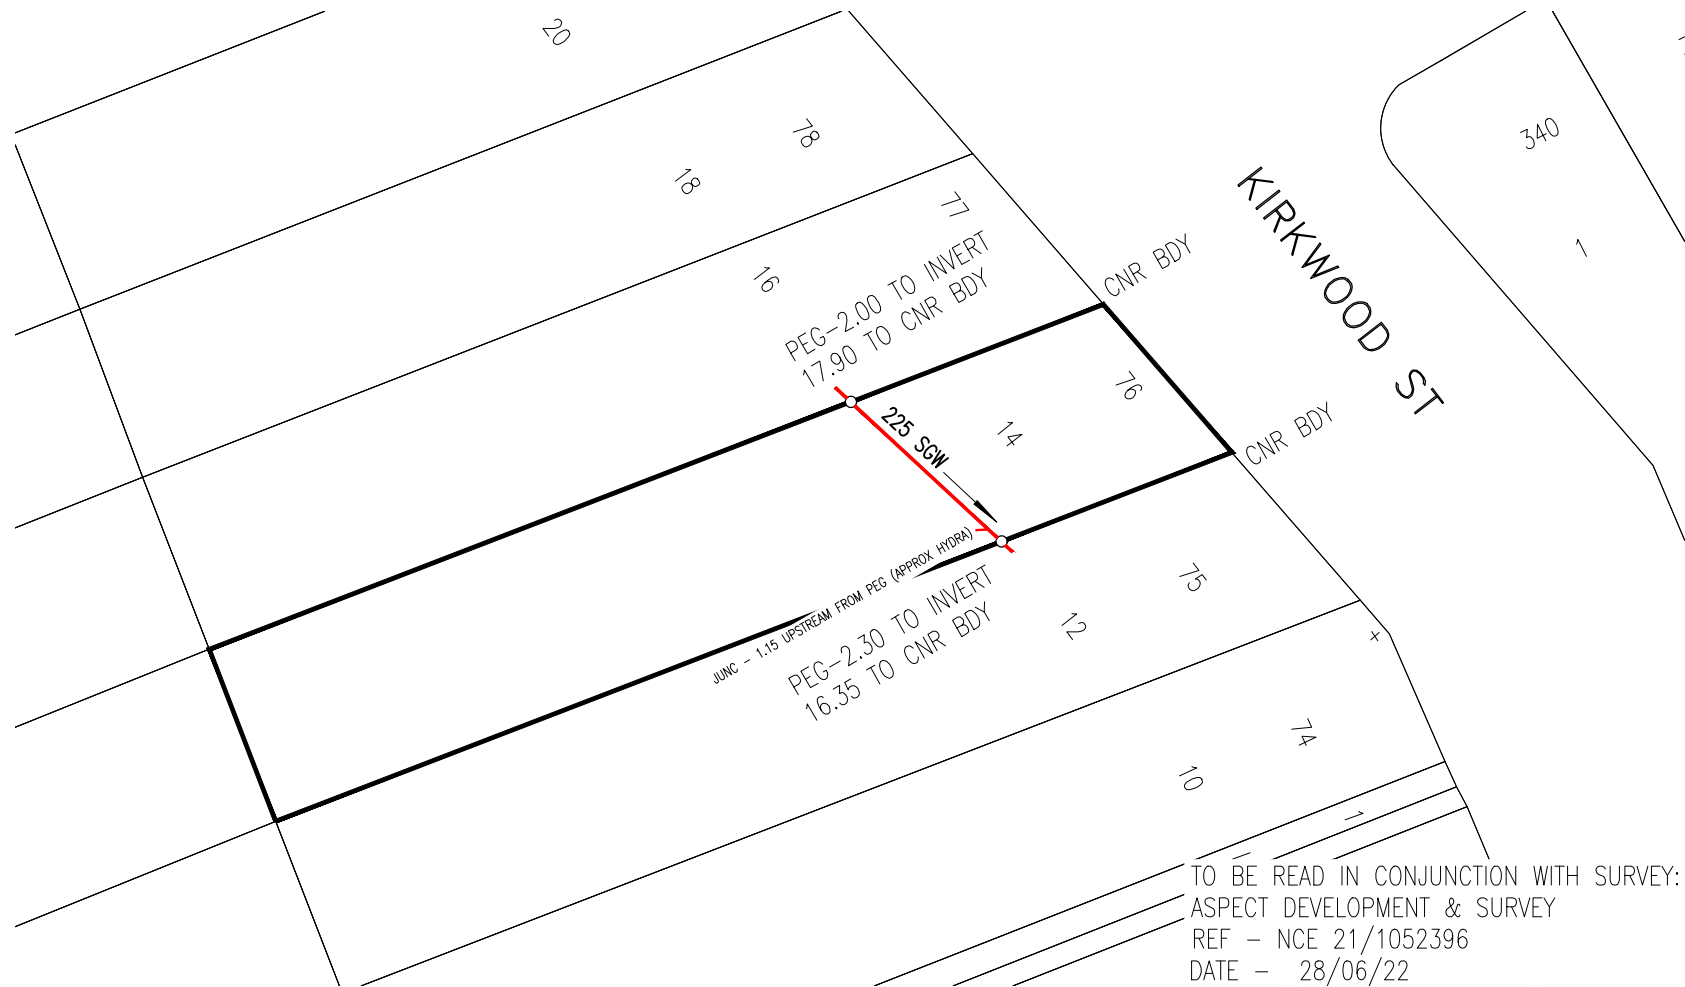 20
78
18
340
1
77
16
KIRKWOOD ST
CNR BDY
PEG-2.00 TO INVERT
17.90 TO CNR BDY
76
14
225 SGW
CNR BDY
JUNC - 1.15 UPSTREAM FROM PEG (APPROX HYDRA)
PEG-2.30 TO INVERT
16.35 TO CNR BDY
75
12
74
10
1
TO BE READ IN CONJUNCTION WITH SURVEY:
ASPECT DEVELOPMENT & SURVEY
REF - NCE 21/1052396
DATE - 28/06/22